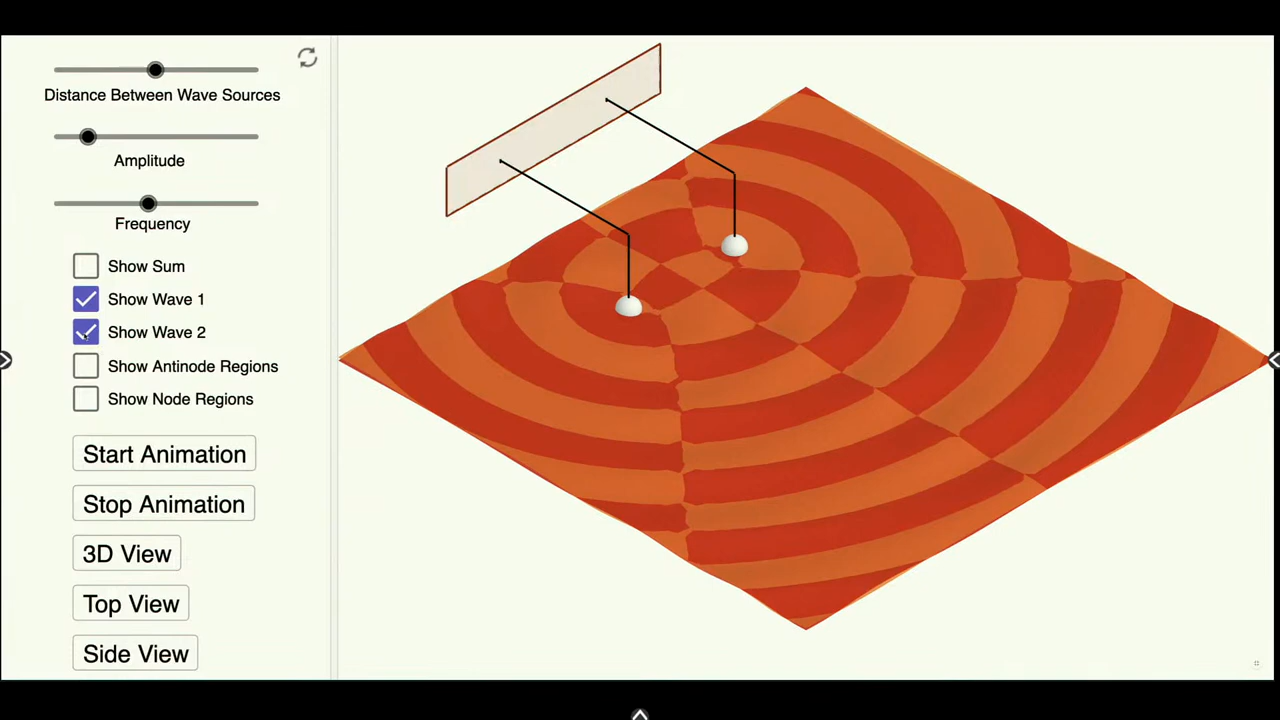 Distance Between Wave Sources
Amplitude
Frequency
Show Sum
Show Wave 1
Show Wave 2
Show Antinode Regions
Show Node Regions
Start Animation
Stop Animation
3D View
Top View
Side View